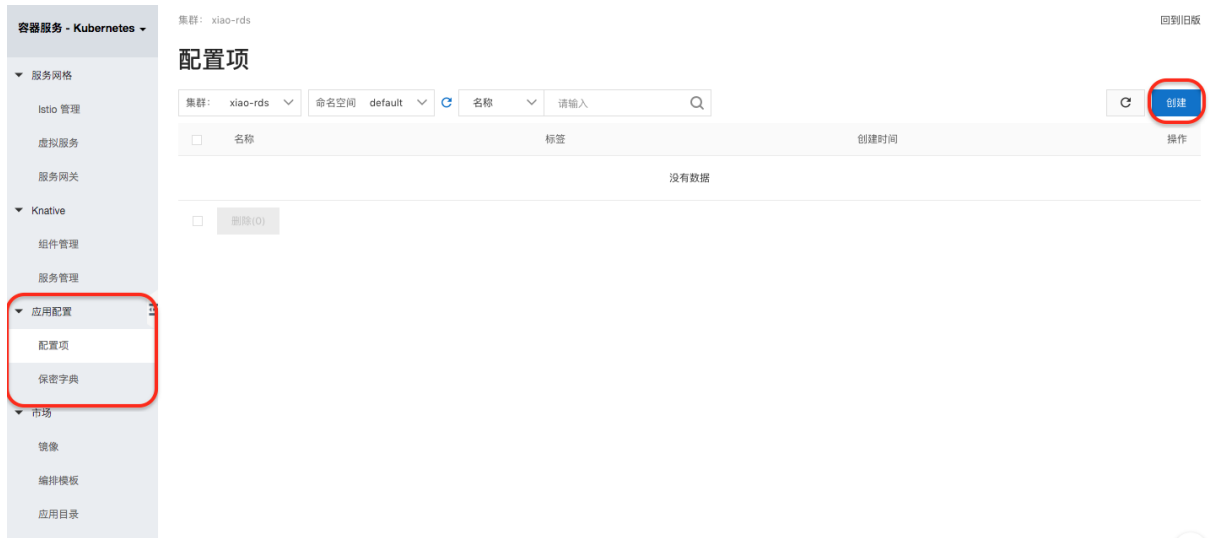 容器服务 - Kubernetes
集群: xiao-rds
回到旧版
配置项
服务网格
Istio 管理
虚拟服务
服务网关
Knative
组件管理
服务管理
应用配置
配置项
保密字典
市场
镜像
编排模板
应用目录
集群: xiao-rds 命名空间 default 名称 请输入 创建
名称 标签 创建时间 操作
没有数据
删除(0)